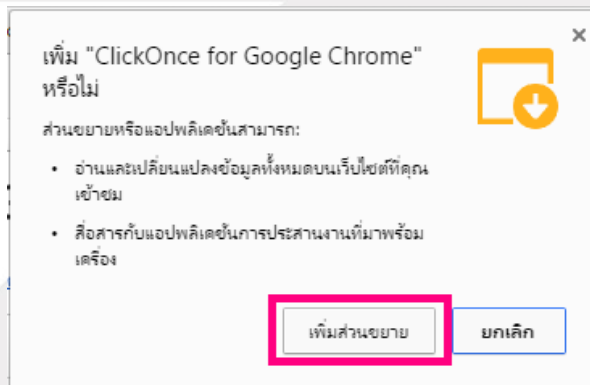 เพิ่ม "ClickOnce for Google Chrome"
หรือไม่
ส่วนขยายหรือแอปพลิเคชันสามารถ:
• อ่านและเปลี่ยนแปลงข้อมูลทั้งหมดบนเว็บไซต์ที่คุณ
เข้าชม
• สื่อสารกับแอปพลิเคชันการประสานงานที่มาพร้อม
เครื่อง
เพิ่มส่วนขยาย ยกเลิก